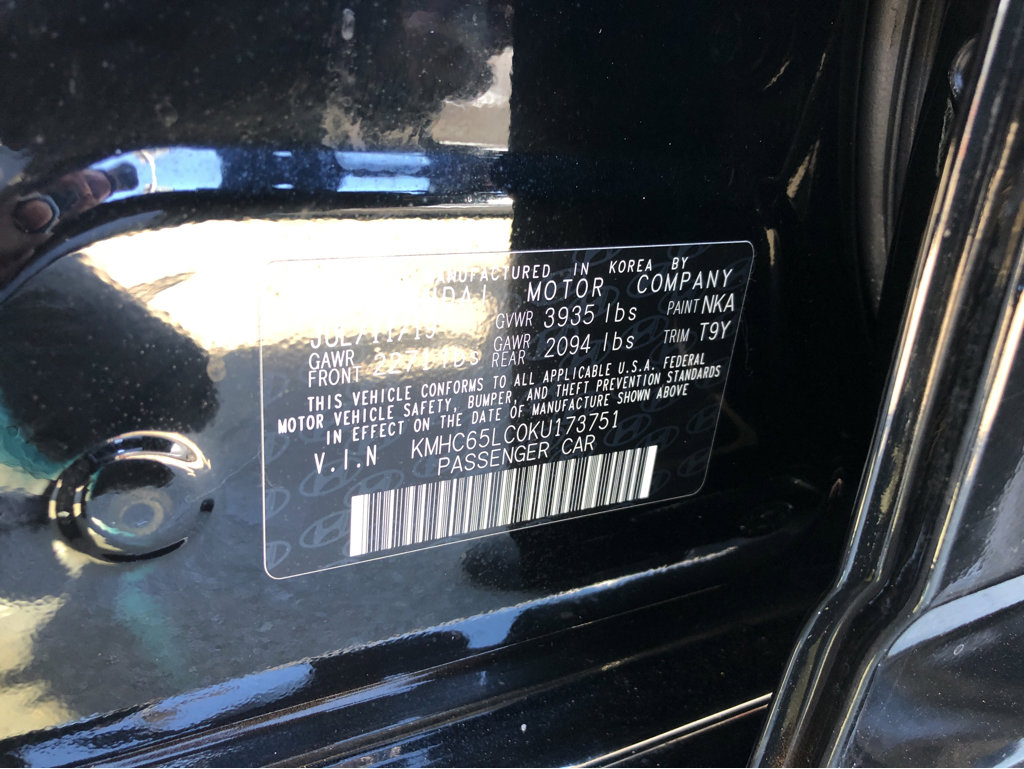 MANUFACTURED IN KOREA BY
MOTOR COMPANY
GVWR 3935 lbs PAINT NKA
GAWR FRONT GAWR REAR 2094 lbs TRIM T9Y
THIS VEHICLE CONFORMS TO ALL APPLICABLE U.S.A. FEDERAL
MOTOR VEHICLE SAFETY, BUMPER, AND THEFT PREVENTION STANDARDS
IN EFFECT ON THE DATE OF MANUFACTURE SHOWN ABOVE
V.I.N KMHC65LC0KU173751
PASSENGER CAR